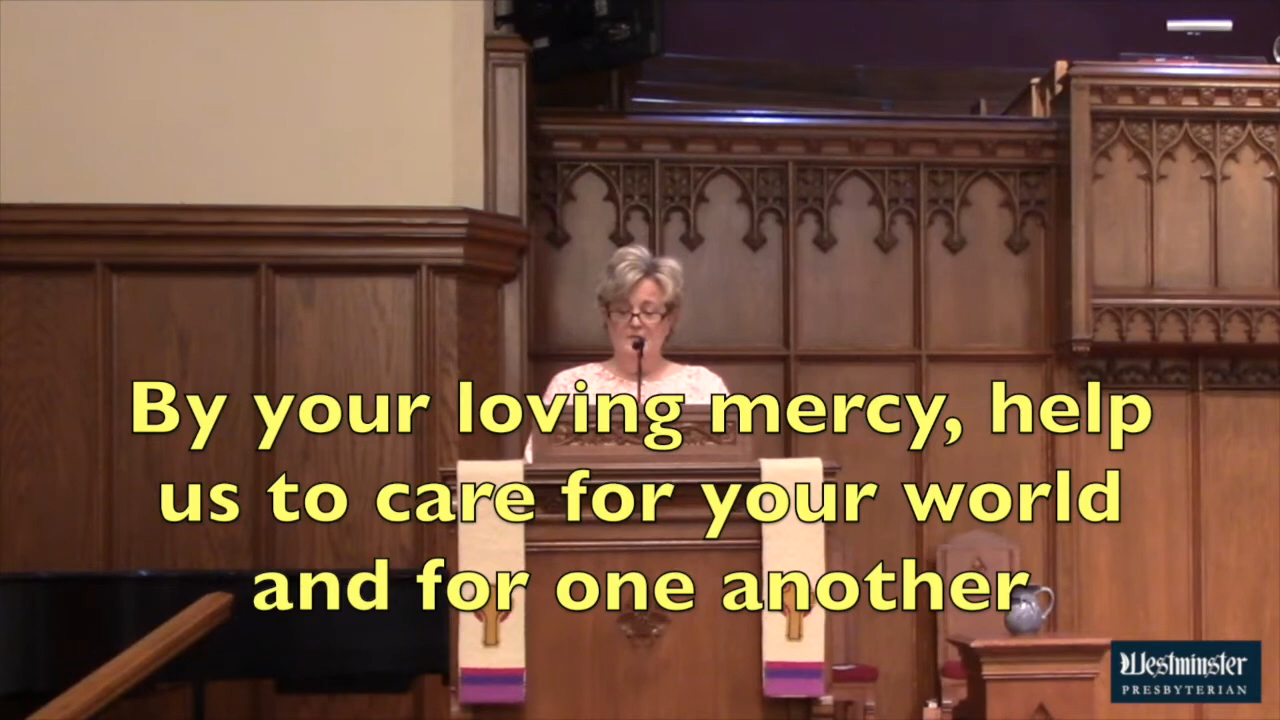 By your loving mercy, help
us to care for your world
and for one another
Westminster
PRESBYTERIAN